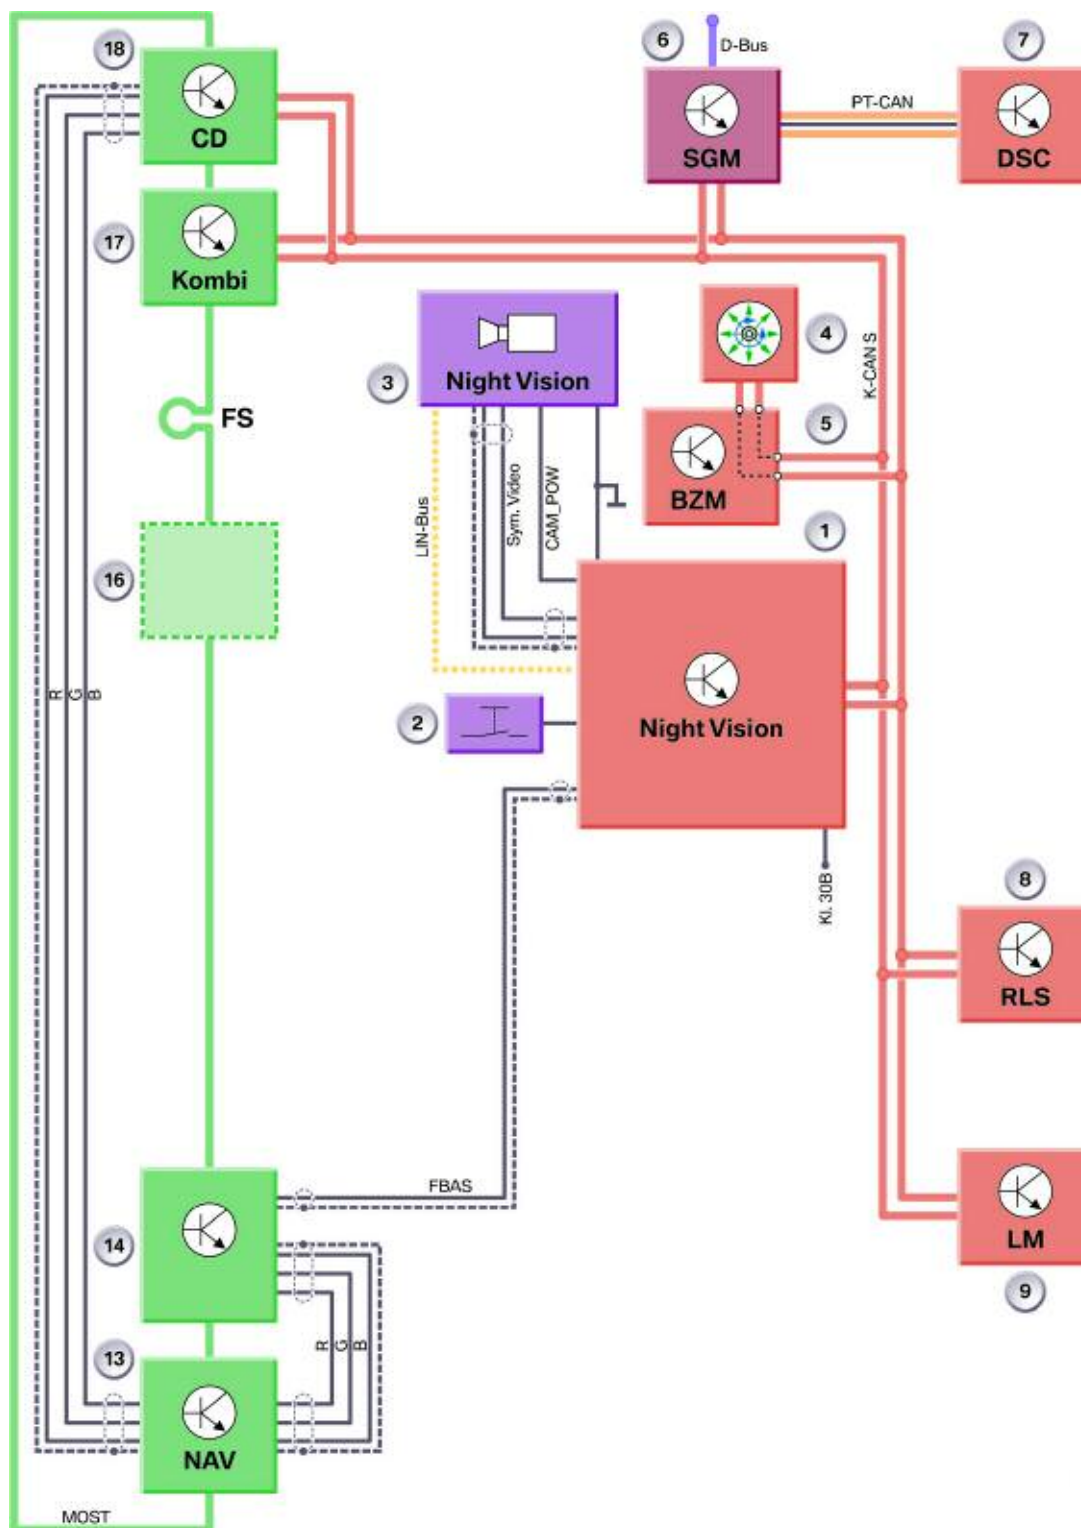 18
CD
6
D-Bus
7
SGM
PT-CAN
DSC
17
Kombi
3
Night Vision
4
K-CAN S
5
BZM
FS
LIN-Bus
Sym. Video
CAM_POW
1
16
R
G
B
2
Night Vision
Kl. 30B
8
RLS
FBAS
14
LM
9
R
G
B
13
NAV
MOST